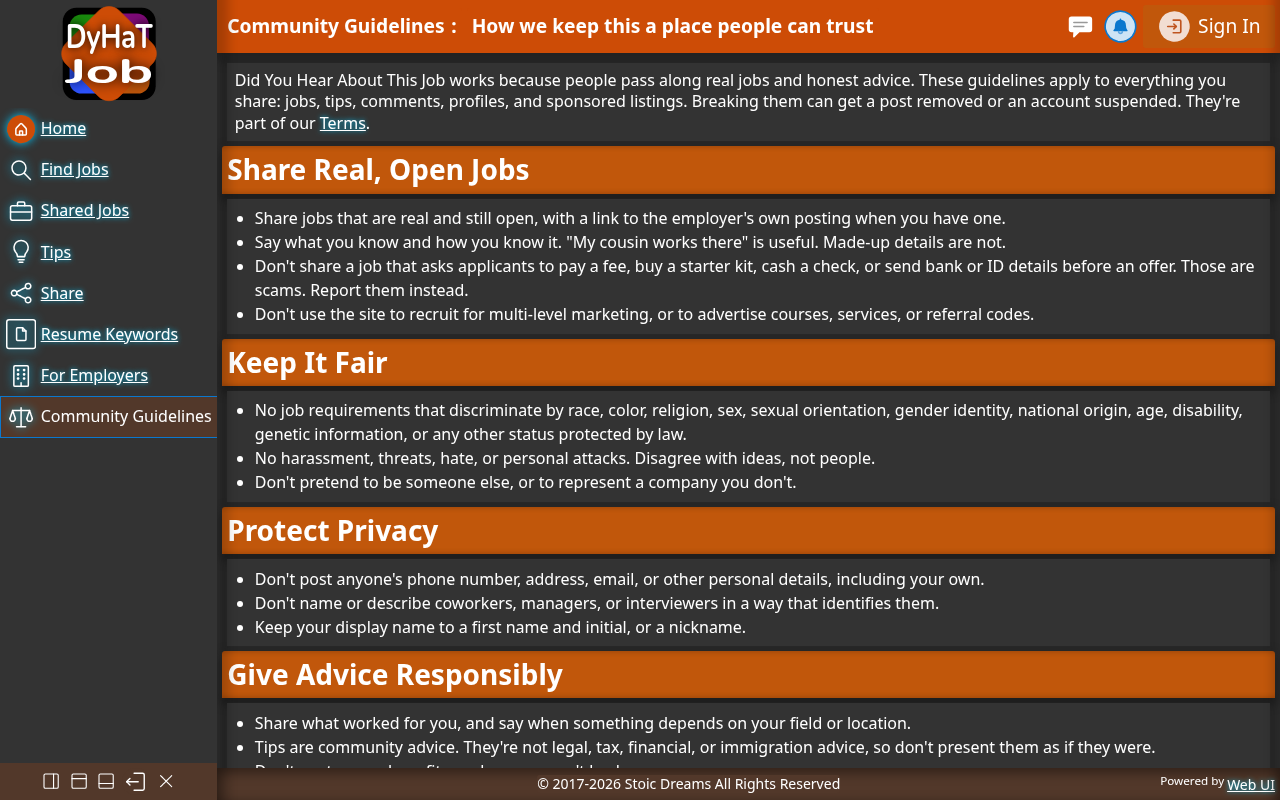 DyHaT
Job
Home
Find Jobs
Shared Jobs
Tips
Share
Resume Keywords
For Employers
Community Guidelines
Community Guidelines : How we keep this a place people can trust
Sign In
Did You Hear About This Job works because people pass along real jobs and honest advice. These guidelines apply to everything you
share: jobs, tips, comments, profiles, and sponsored listings. Breaking them can get a post removed or an account suspended. They're
part of our Terms.
Share Real, Open Jobs
• Share jobs that are real and still open, with a link to the employer's own posting when you have one.
• Say what you know and how you know it. "My cousin works there" is useful. Made-up details are not.
• Don't share a job that asks applicants to pay a fee, buy a starter kit, cash a check, or send bank or ID details before an offer. Those are
scams. Report them instead.
• Don't use the site to recruit for multi-level marketing, or to advertise courses, services, or referral codes.
Keep It Fair
• No job requirements that discriminate by race, color, religion, sex, sexual orientation, gender identity, national origin, age, disability,
genetic information, or any other status protected by law.
• No harassment, threats, hate, or personal attacks. Disagree with ideas, not people.
• Don't pretend to be someone else, or to represent a company you don't.
Protect Privacy
• Don't post anyone's phone number, address, email, or other personal details, including your own.
• Don't name or describe coworkers, managers, or interviewers in a way that identifies them.
• Keep your display name to a first name and initial, or a nickname.
Give Advice Responsibly
• Share what worked for you, and say when something depends on your field or location.
• Tips are community advice. They're not legal, tax, financial, or immigration advice, so don't present them as if they were.
© 2017-2026 Stoic Dreams All Rights Reserved
Powered by Web UI